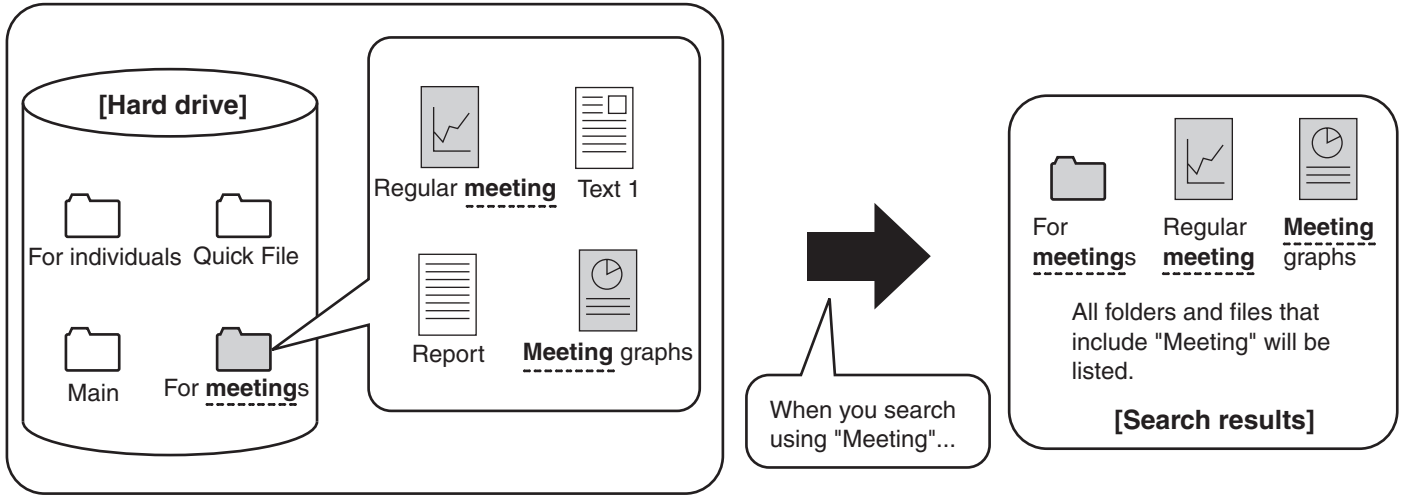 [Hard drive]
For individuals
Quick File
Main
For meetings
Regular meeting
Text 1
Report
Meeting graphs
When you search
using "Meeting"...
For
meetings
Regular
meeting
Meeting
graphs
All folders and files that
include "Meeting" will be
listed.
[Search results]